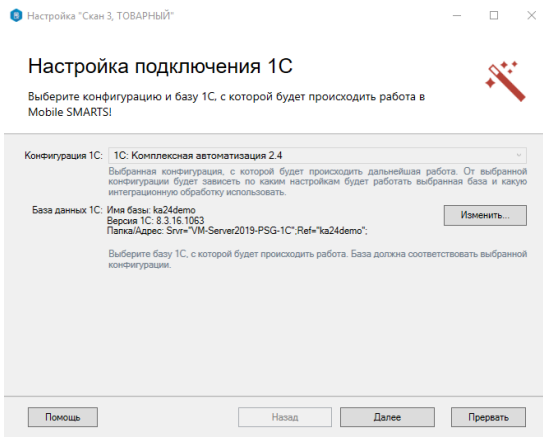 Настройка "Скан 3, ТОВАРНЫЙ"
Настройка подключения 1С
Выберите конфигурацию и базу 1С, с которой будет происходить работа в
Mobile SMARTS!
Конфигурация 1С: 1С: Комплексная автоматизация 2.4
Выбранная конфигурация, с которой будет происходить дальнейшая работа. От выбранной
конфигурации будет зависеть по каким настройкам будет работать выбранная база и какую
интеграционную обработку использовать.
База данных 1С: Имя базы: ka24demo
Версия 1С: 8.3.16.1063
Папка/Адрес: Srvr="VM-Server2019-PSG-1C";Ref="ka24demo";
Изменить...
Выберите базу 1С, с которой будет происходить работа. База должна соответствовать выбранной
конфигурации.
Помощь Назад Далее Прервать